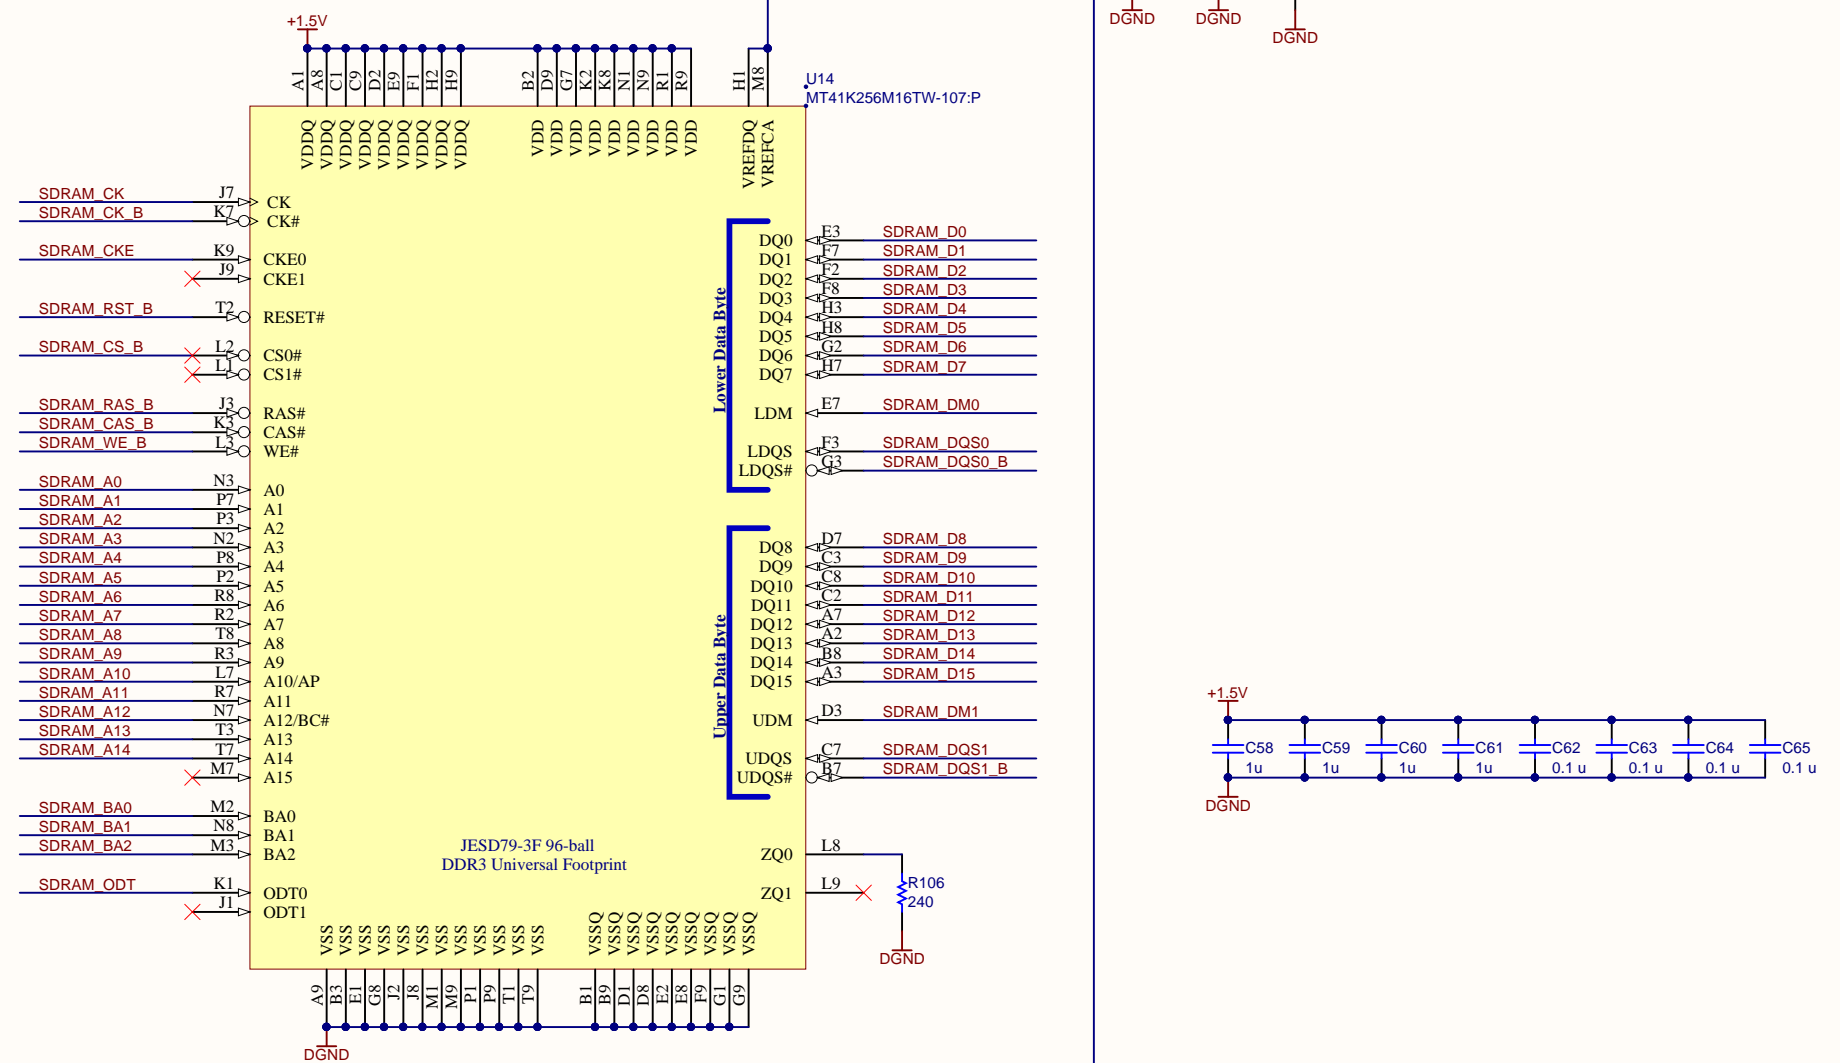 DGND
DGND
DGND
+1.5V
A1
A8
C1
C9
D2
E9
F1
H2
H9
B2
D9
G7
K2
K8
N1
N9
R1
R9
H1
M8
U14
MT41K256M16TW-107:P
VDDQ
VDDQ
VDDQ
VDDQ
VDDQ
VDDQ
VDDQ
VDDQ
VDDQ
VDD
VDD
VDD
VDD
VDD
VDD
VDD
VDD
VDD
VREFDQ
VREFCA
SDRAM_CK J7 CK
SDRAM_CK_B K7 CK#
SDRAM_CKE K9 CKE0
J9 CKE1
SDRAM_RST_B T2 RESET#
SDRAM_CS_B L2 CS0#
L1 CS1#
SDRAM_RAS_B J3 RAS#
SDRAM_CAS_B K3 CAS#
SDRAM_WE_B L3 WE#
SDRAM_A0 N3 A0
SDRAM_A1 P7 A1
SDRAM_A2 P3 A2
SDRAM_A3 N2 A3
SDRAM_A4 P8 A4
SDRAM_A5 P2 A5
SDRAM_A6 R8 A6
SDRAM_A7 R2 A7
SDRAM_A8 T8 A8
SDRAM_A9 R3 A9
SDRAM_A10 L7 A10/AP
SDRAM_A11 R7 A11
SDRAM_A12 N7 A12/BC#
SDRAM_A13 T3 A13
SDRAM_A14 T7 A14
M7 A15
SDRAM_BA0 M2 BA0
SDRAM_BA1 N8 BA1
SDRAM_BA2 M3 BA2
SDRAM_ODT K1 ODT0
J1 ODT1
Lower Data Byte
DQ0 E3 SDRAM_D0
DQ1 F7 SDRAM_D1
DQ2 F2 SDRAM_D2
DQ3 F8 SDRAM_D3
DQ4 H3 SDRAM_D4
DQ5 H8 SDRAM_D5
DQ6 G2 SDRAM_D6
DQ7 H7 SDRAM_D7
LDM E7 SDRAM_DM0
LDQS F3 SDRAM_DQS0
LDQS# G3 SDRAM_DQS0_B
Upper Data Byte
DQ8 D7 SDRAM_D8
DQ9 C3 SDRAM_D9
DQ10 C8 SDRAM_D10
DQ11 C2 SDRAM_D11
DQ12 A7 SDRAM_D12
DQ13 A2 SDRAM_D13
DQ14 B8 SDRAM_D14
DQ15 A3 SDRAM_D15
UDM D3 SDRAM_DM1
UDQS C7 SDRAM_DQS1
UDQS# B7 SDRAM_DQS1_B
JESD79-3F 96-ball
DDR3 Universal Footprint
ZQ0 L8
ZQ1 L9
R106
240
DGND
VSS
VSS
VSS
VSS
VSS
VSS
VSS
VSS
VSS
VSS
VSS
VSS
VSSQ
VSSQ
VSSQ
VSSQ
VSSQ
VSSQ
VSSQ
VSSQ
VSSQ
A9
B3
E1
G8
J2
J8
M1
M9
P1
P9
T1
T9
B1
B9
D1
D8
E2
E8
F9
G1
G9
DGND
+1.5V
C58 C59 C60 C61 C62 C63 C64 C65
1u 1u 1u 1u 0.1 u 0.1 u 0.1 u 0.1 u
DGND